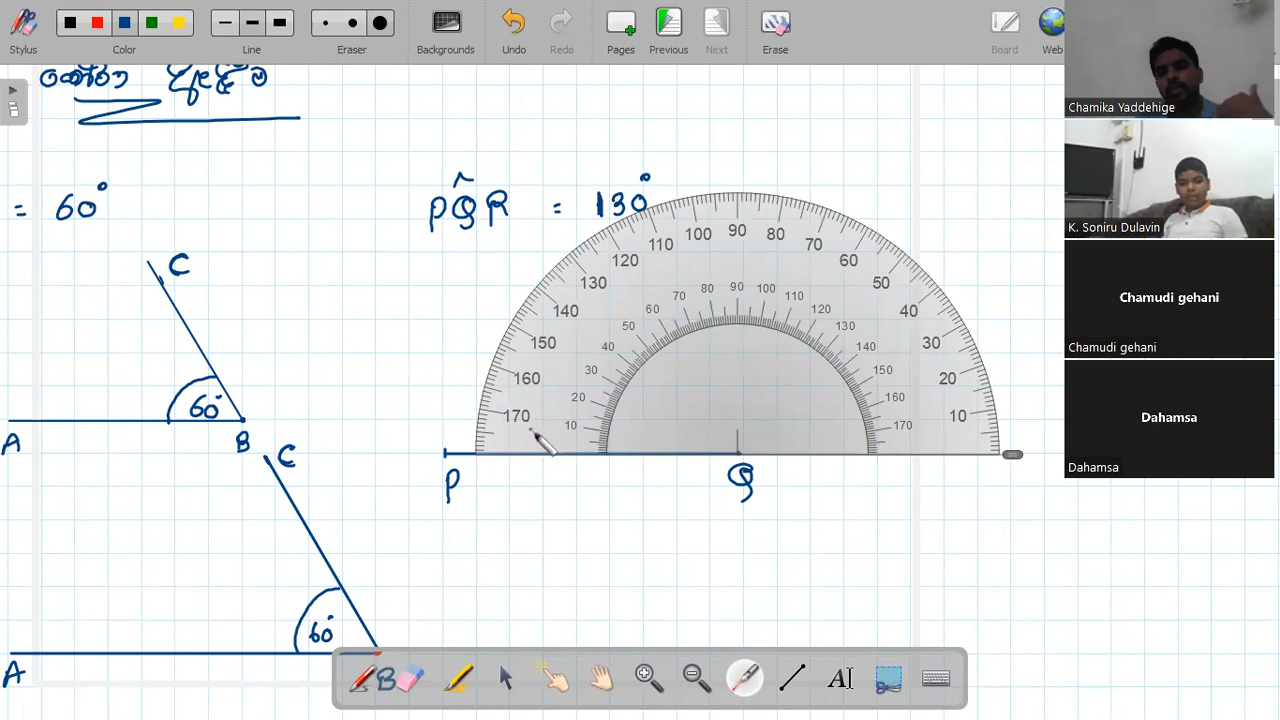 Stylus Color Line Eraser Backgrounds Undo Redo Pages Previous Next Erase Board Web
Chamika Yaddehige
K. Soniru Dulavin
Chamudi gehani
Chamudi gehani
Dahamsa
Dahamsa
= 60°
PQ̂R = 130°
C
60°
A B
C
60°
A B
170 160 150 140 130 120 110 100 90 80 70 60 50 40 30 20 10
10 20 30 40 50 60 70 80 90 100 110 120 130 140 150 160 170
P Q
A